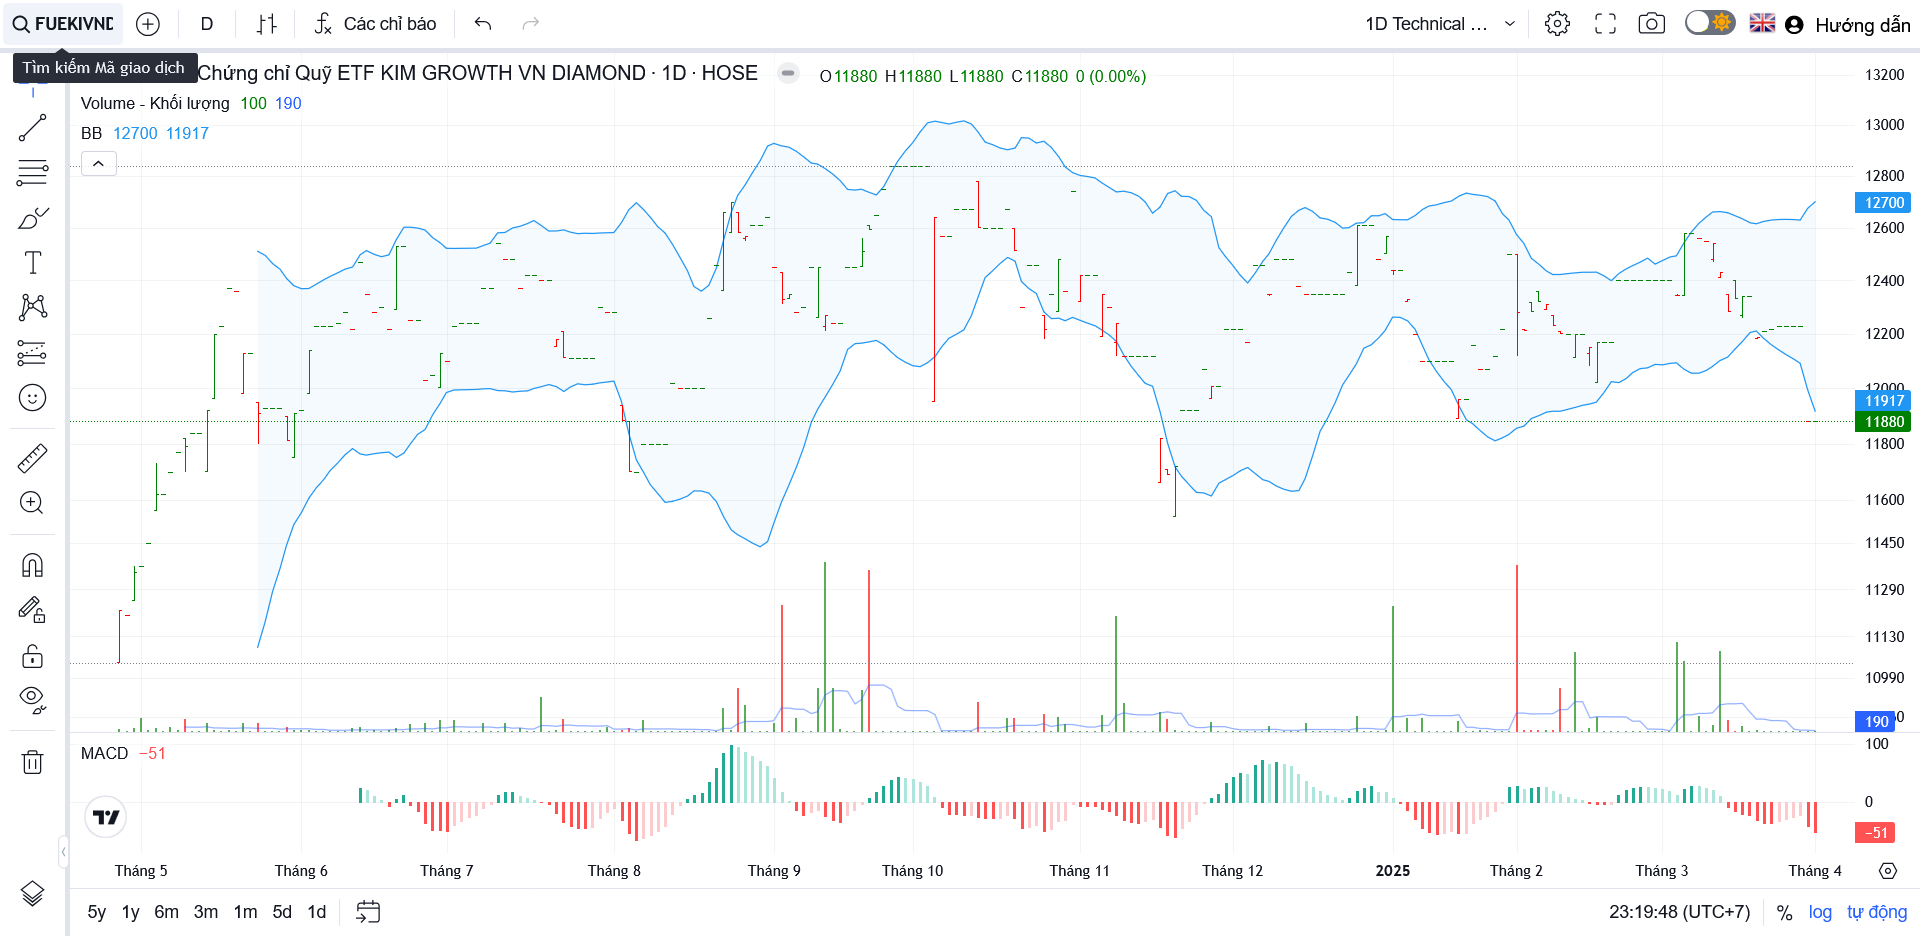 FUEKIVND
D
Các chỉ báo
1D Technical ...
Hướng dẫn
Tìm kiếm Mã giao dịch
Chứng chỉ Quỹ ETF KIM GROWTH VN DIAMOND · 1D · HOSE
O11880 H11880 L11880 C11880 0 (0.00%)
Volume - Khối lượng 100 190
BB 12700 11917
13200
13000
12800
12700
12600
12400
12200
12000
11917
11880
11800
11600
11450
11290
11130
10990
190
MACD −51
100
0
−51
Tháng 5 Tháng 6 Tháng 7 Tháng 8 Tháng 9 Tháng 10 Tháng 11 Tháng 12 2025 Tháng 2 Tháng 3 Tháng 4
5y 1y 6m 3m 1m 5d 1d
23:19:48 (UTC+7) % log tự động